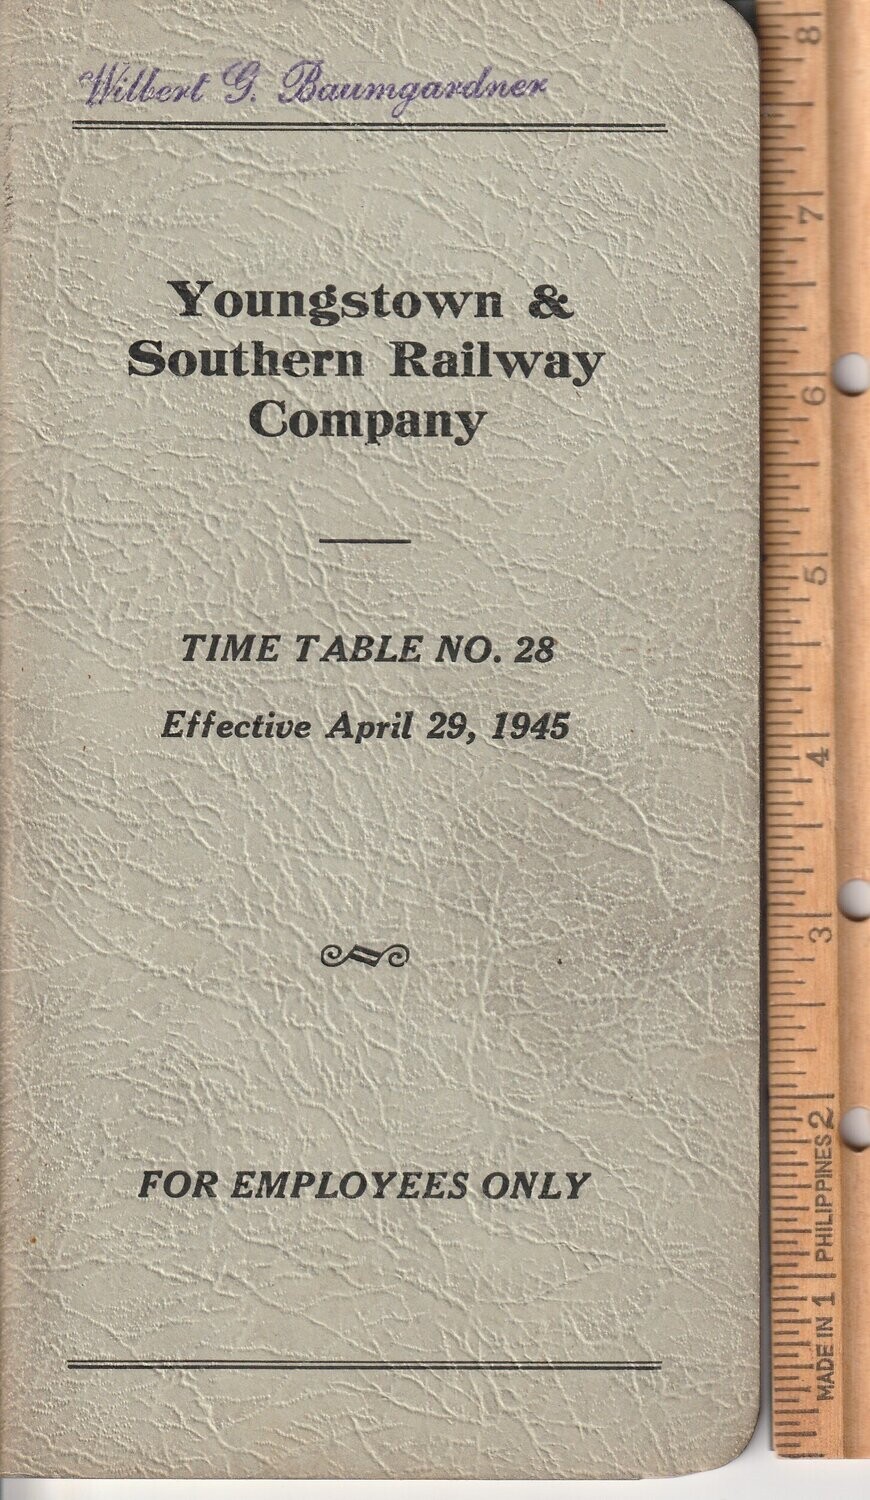 Wilbert G. Baumgardner
Youngstown &
Southern Railway
Company
TIME TABLE NO. 28
Effective April 29, 1945
FOR EMPLOYEES ONLY
8
7
6
5
4
3
2
1
MADE IN PHILIPPINES